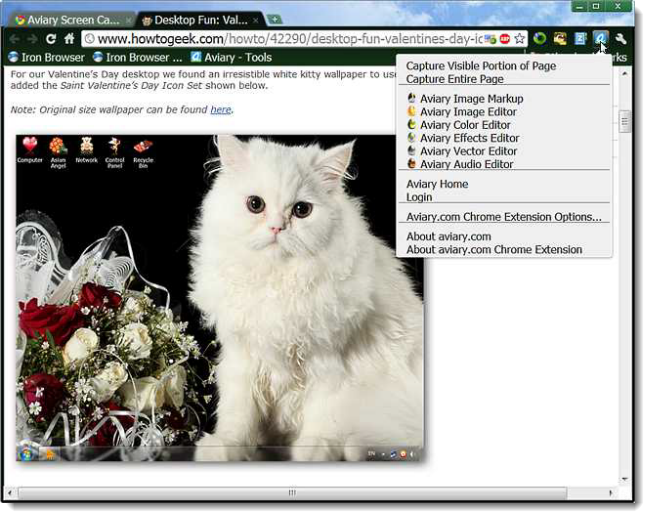 Aviary Screen Ca...
Desktop Fun: Val...
www.howtogeek.com/howto/42290/desktop-fun-valentines-day-ic
Iron Browser
Iron Browser ...
Aviary - Tools
rks
For our Valentine's Day desktop we found an irresistible white kitty wallpaper to use
added the Saint Valentine's Day Icon Set shown below.
Note: Original size wallpaper can be found here.
Capture Visible Portion of Page
Capture Entire Page
Aviary Image Markup
Aviary Image Editor
Aviary Color Editor
Aviary Effects Editor
Aviary Vector Editor
Aviary Audio Editor
Aviary Home
Login
Aviary.com Chrome Extension Options...
About aviary.com
About aviary.com Chrome Extension
Computer
Asian Angel
Network
Control Panel
Recycle Bin
EN